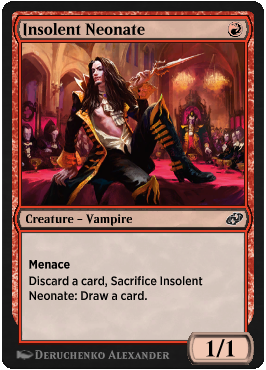 Insolent Neonate
Creature – Vampire
Menace
Discard a card, Sacrifice Insolent
Neonate: Draw a card.
Deruchenko Alexander
1/1